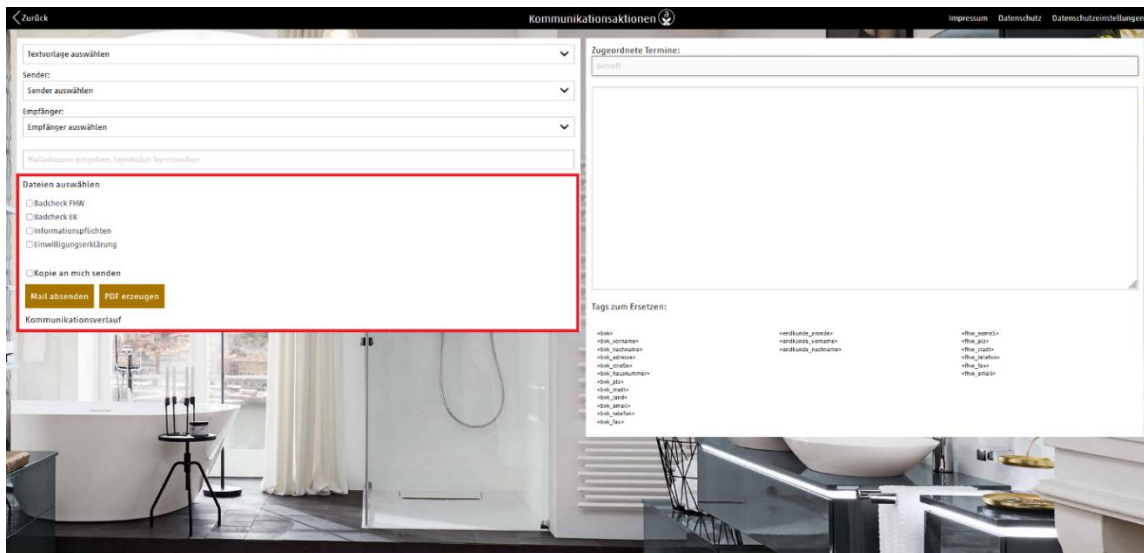 Zurück
Kommunikationsaktionen
Impressum Datenschutz Datenschutzeinstellungen
Textvorlage auswählen
Sender:
Sender auswählen
Empfänger:
Empfänger auswählen
Mailadressen eingeben, Semikolon Trennzeichen
Dateien auswählen
Badcheck FHW
Badcheck EK
Informationspflichten
Einwilligungserklärung
Kopie an mich senden
Mail absenden PDF erzeugen
Kommunikationsverlauf
Zugeordnete Termine:
Betreff
Tags zum Ersetzen:
<bvk>
<bvk_vorname>
<bvk_nachname>
<bvk_adresse>
<bvk_straße>
<bvk_hausnummer>
<bvk_plz>
<bvk_stadt>
<bvk_land>
<bvk_email>
<bvk_telefon>
<bvk_fax>
<endkunde_anrede>
<endkunde_vorname>
<endkunde_nachname>
<fhw_name1>
<fhw_plz>
<fhw_stadt>
<fhw_telefon>
<fhw_fax>
<fhw_email>